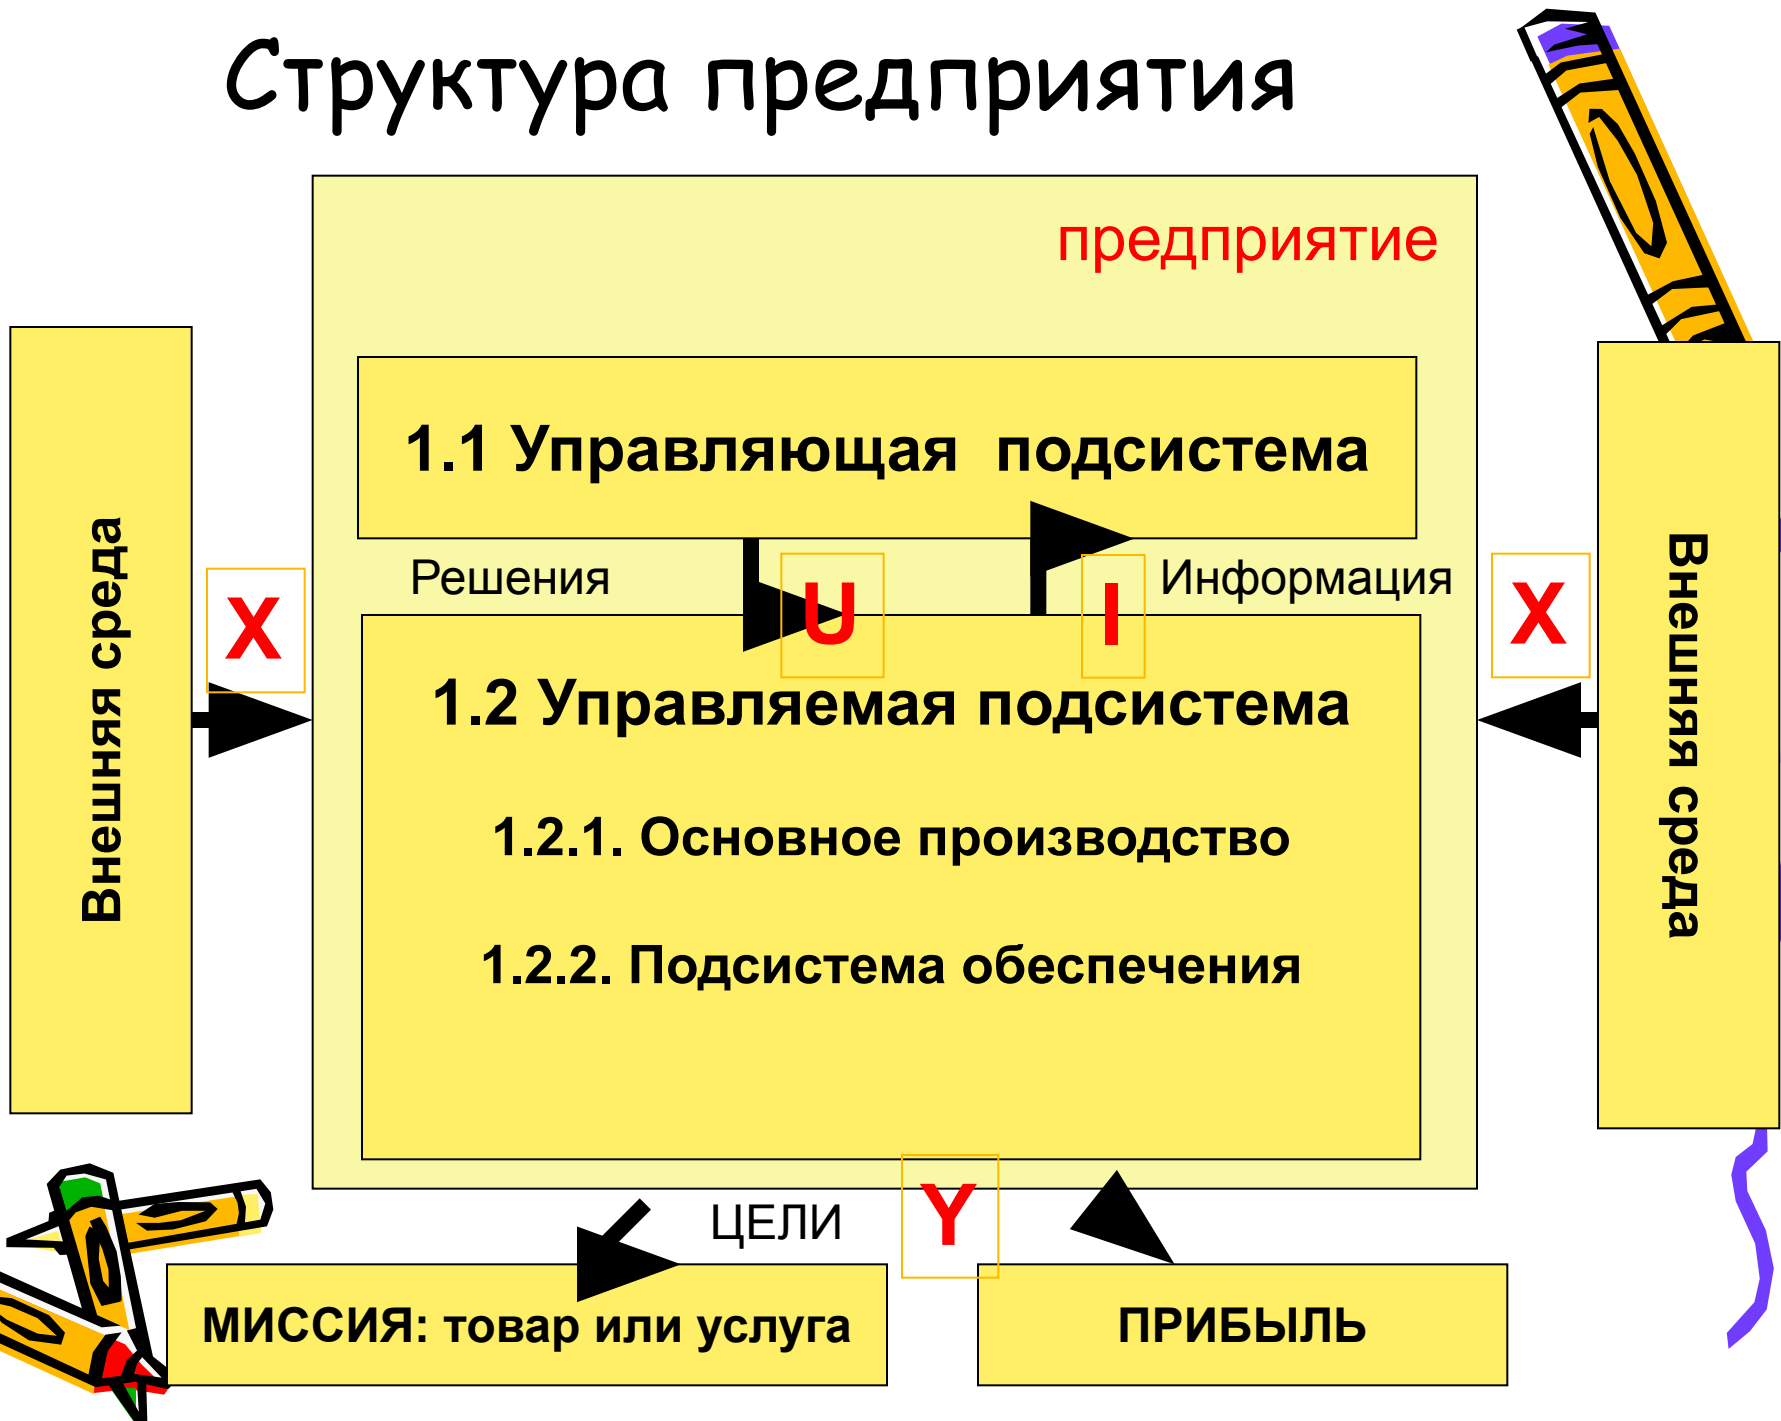 Структура предприятия
предприятие
1.1 Управляющая подсистема
Решения
U
I
Информация
Внешняя среда
X
X
Внешняя среда
1.2 Управляемая подсистема
1.2.1. Основное производство
1.2.2. Подсистема обеспечения
ЦЕЛИ
Y
МИССИЯ: товар или услуга
ПРИБЫЛЬ